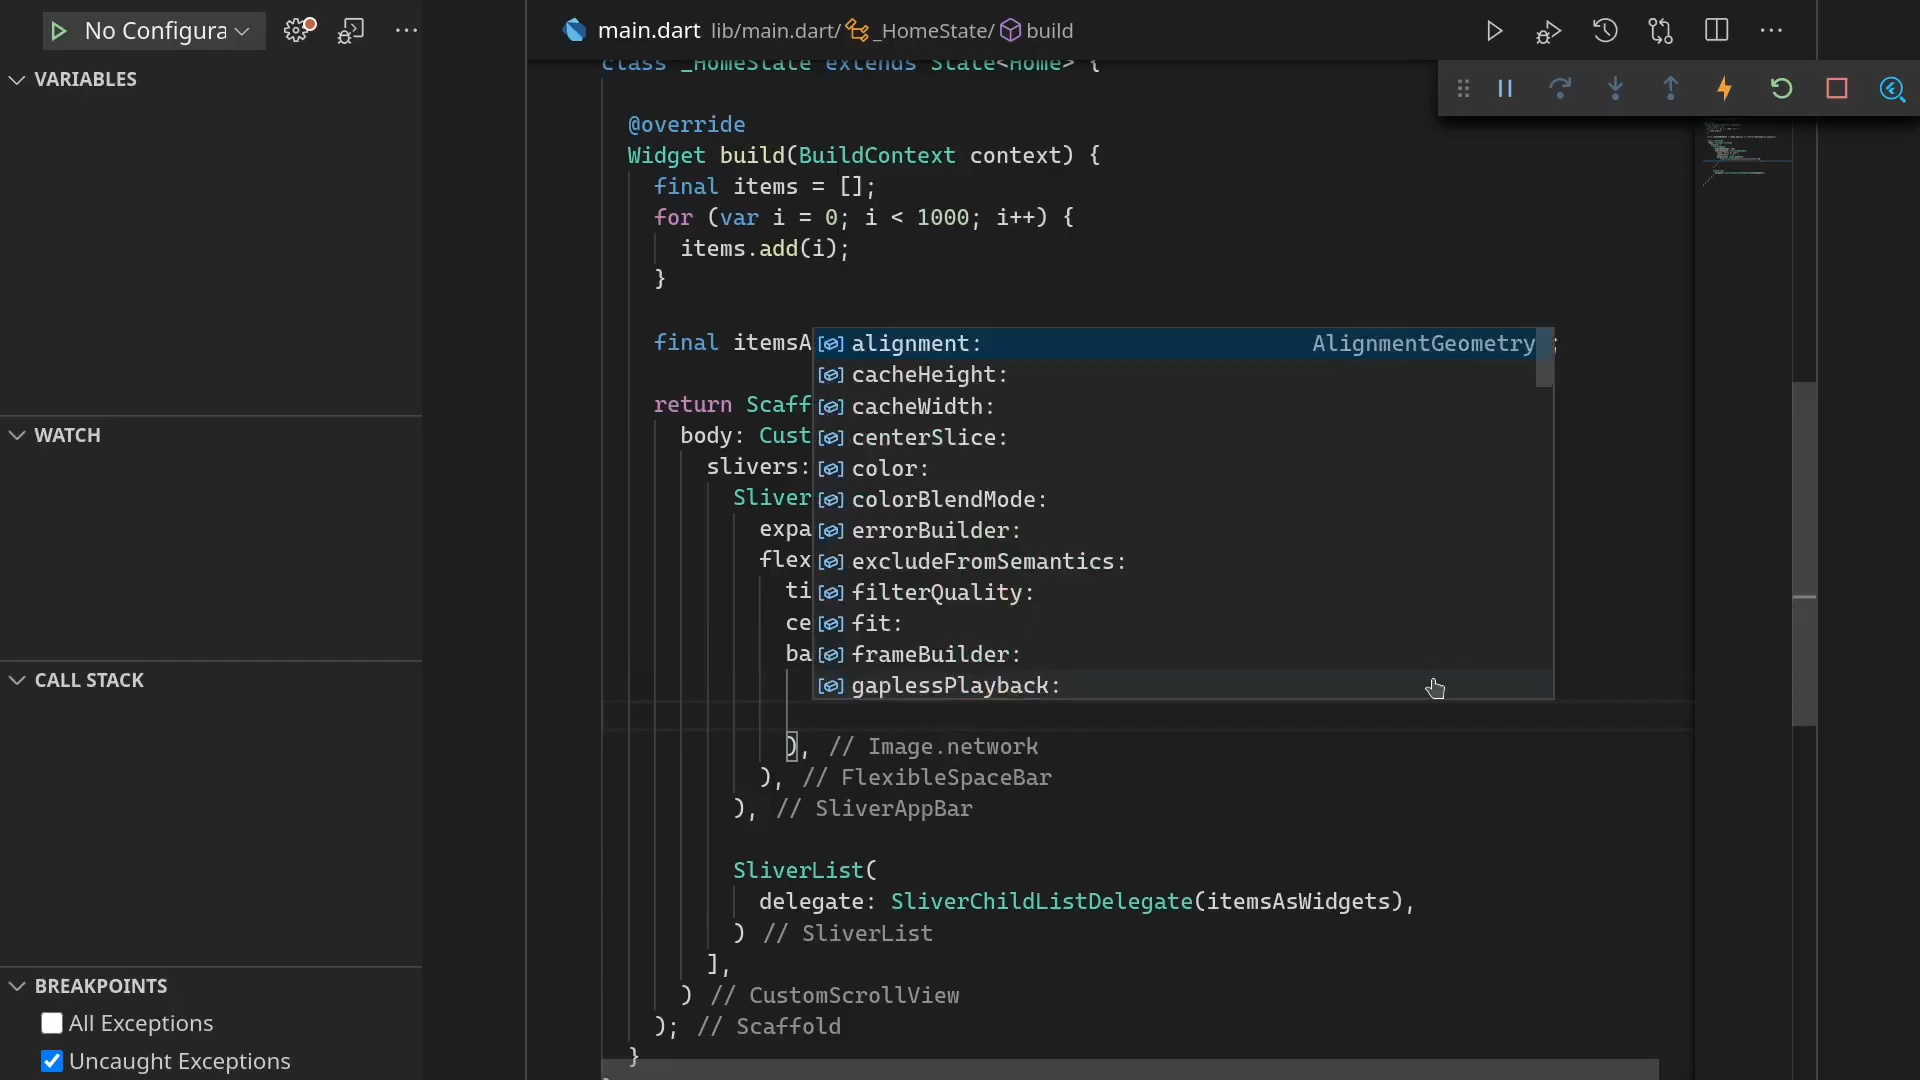 No Configura
main.dart lib/main.dart/ _HomeState/ build
VARIABLES
WATCH
CALL STACK
BREAKPOINTS
All Exceptions
Uncaught Exceptions
class _HomeState extends State<Home> {
@override
Widget build(BuildContext context) {
final items = [];
for (var i = 0; i < 1000; i++) {
items.add(i);
}
final itemsA ;
return Scaff
body: Cust
slivers:
Sliver
expa
flex
ti
ce
ba
alignment: AlignmentGeometry
cacheHeight:
cacheWidth:
centerSlice:
color:
colorBlendMode:
errorBuilder:
excludeFromSemantics:
filterQuality:
fit:
frameBuilder:
gaplessPlayback:
), // Image.network
), // FlexibleSpaceBar
), // SliverAppBar
SliverList(
delegate: SliverChildListDelegate(itemsAsWidgets),
) // SliverList
],
) // CustomScrollView
); // Scaffold
}